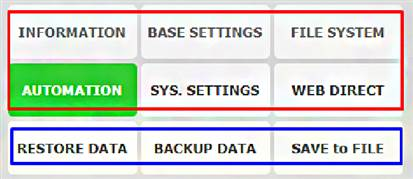 INFORMATION BASE SETTINGS FILE SYSTEM
AUTOMATION SYS. SETTINGS WEB DIRECT
RESTORE DATA BACKUP DATA SAVE to FILE